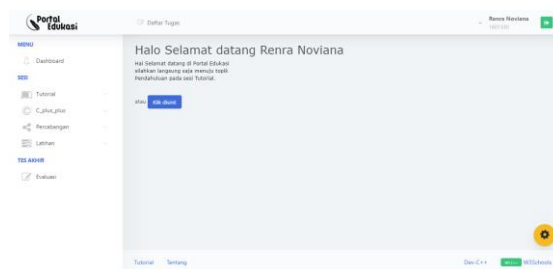 Portal
Edukasi
Daftar Tugas
Renra Noviana
MENU
Dashboard
SESI
Tutorial
C_plus_plus
Percabangan
Latihan
TES AKHIR
Evaluasi
Halo Selamat datang Renra Noviana
Hai Selamat datang di Portal Edukasi
silahkan langsung saja menuju topik
Pendahuluan pada sesi Tutorial.
atau Klik disini!
Tutorial Tentang
Dev-C++ W3Schools